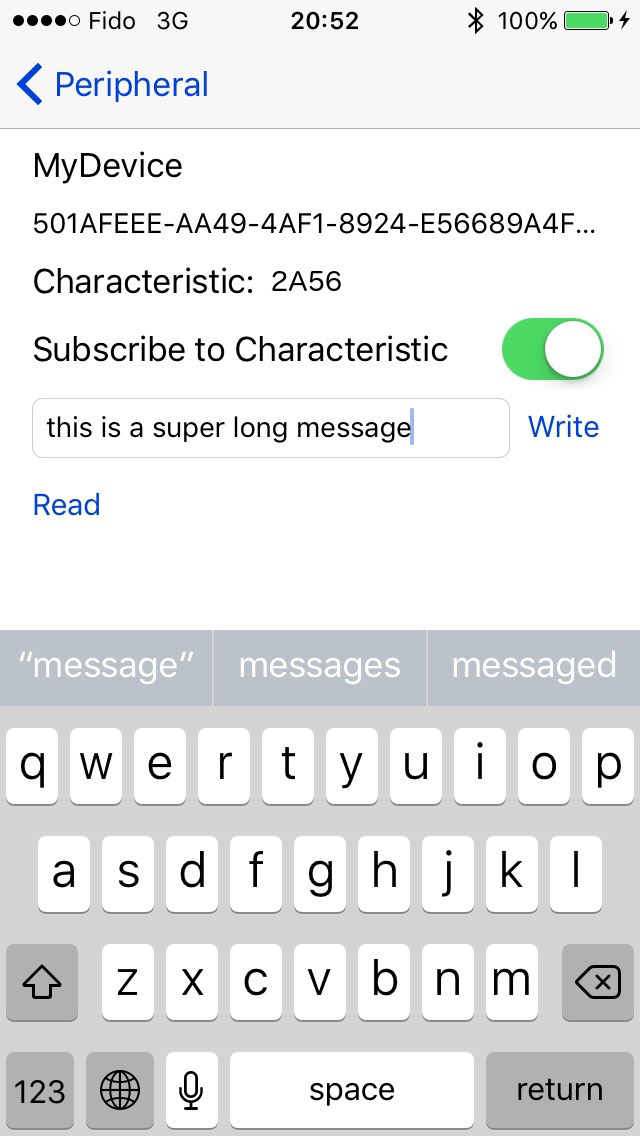 Fido 3G 20:52 100%
Peripheral
MyDevice
501AFEEE-AA49-4AF1-8924-E56689A4F...
Characteristic: 2A56
Subscribe to Characteristic
this is a super long message Write
Read
“message” messages messaged
q w e r t y u i o p
a s d f g h j k l
z x c v b n m
123 space return